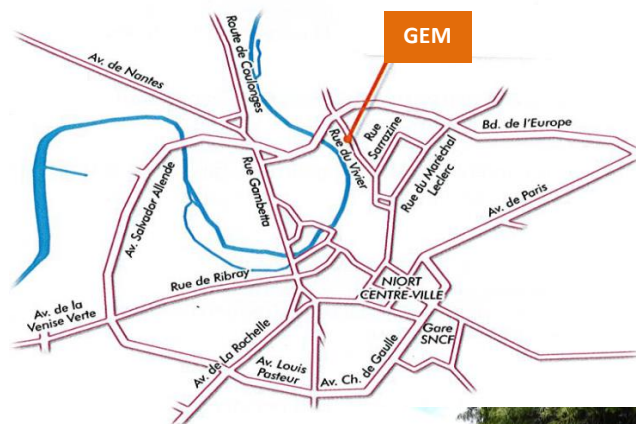 GEM
Route de Coulonges
Av. de Nantes
Bd. de l'Europe
Rue Sarrazine
Rue du Vivier
Rue du Maréchal
Leclerc
Rue Gambetta
Av. Salvador Allende
Av. de Paris
Rue de Ribray
NIORT
CENTRE-VILLE
Av. de la
Venise Verte
Gare
SNCF
Av. de La Rochelle
Av. Louis
Pasteur
Av. Ch. de Gaulle